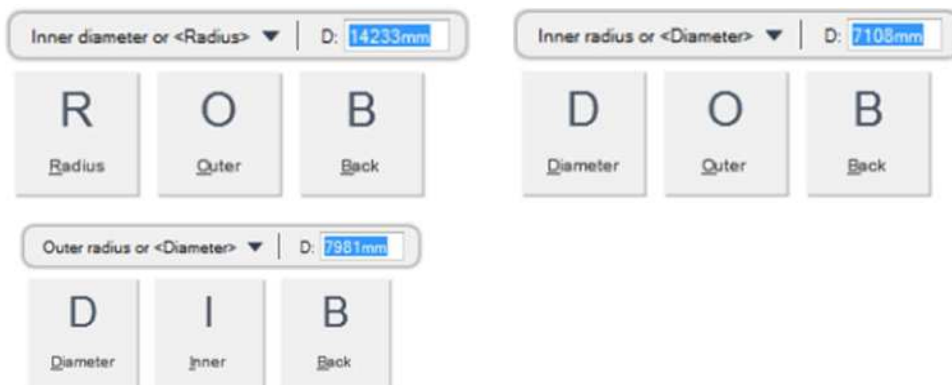 Inner diameter or <Radius> ▼ | D: 14233mm
R O B
Radius Outer Back
Inner radius or <Diameter> ▼ | D: 7108mm
D O B
Diameter Outer Back
Outer radius or <Diameter> ▼ | D: 7981mm
D I B
Diameter Inner Back